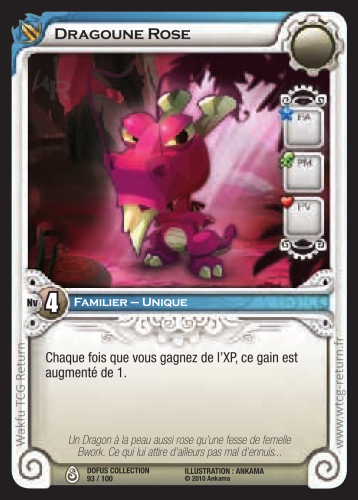 DRAGOUNE ROSE
PA
PM
PV
Nv 4
FAMILIER – UNIQUE
Chaque fois que vous gagnez de l'XP, ce gain est
augmenté de 1.
Un Dragon à la peau aussi rose qu'une fesse de femelle
Bwork. Ce qui lui attire d'ailleurs pas mal d'ennuis...
DOFUS COLLECTION
93 / 100
ILLUSTRATION : ANKAMA
© 2010 Ankama
Wakfu TCG Return
www.wtcg-return.fr